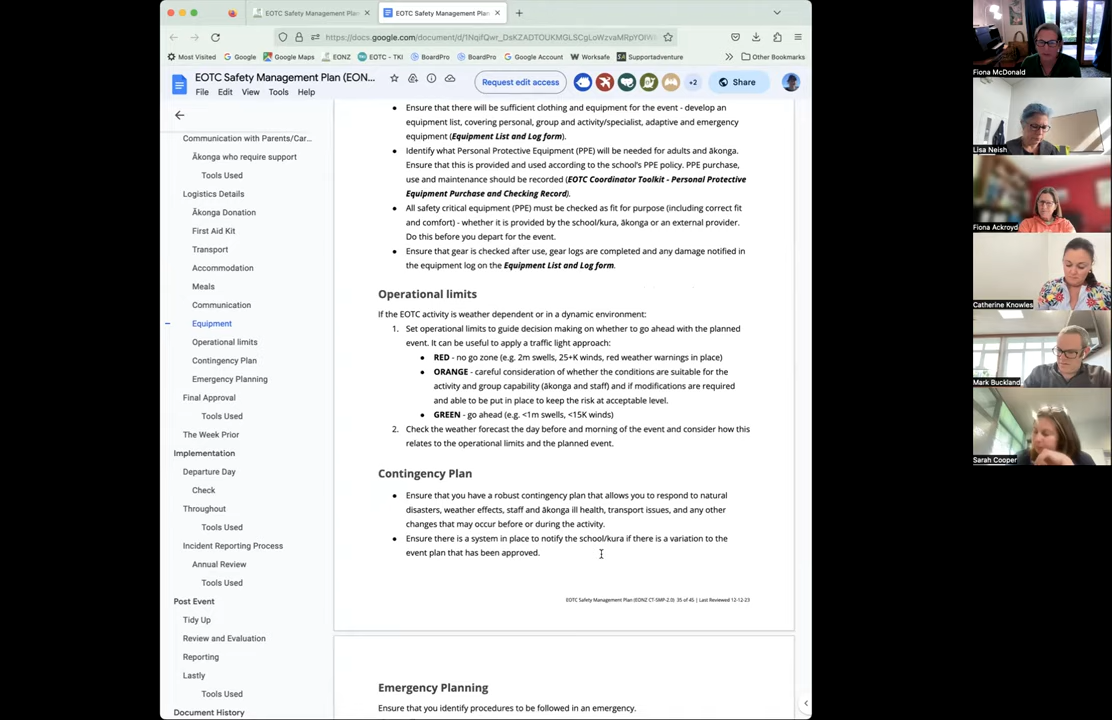 EOTC Safety Management Plan
EOTC Safety Management Plan
https://docs.google.com/document/d/
Most Visited
Google
Google Maps
EONZ
EOTC - TKI
BoardPro
BoardPro
Google Account
Worksafe
Supportadventure
Other Bookmarks
EOTC Safety Management Plan (EON...
File Edit View Tools Help
Request edit access
+2
Share
Communication with Parents/Car...
Ākonga who require support
Tools Used
Logistics Details
Ākonga Donation
First Aid Kit
Transport
Accommodation
Meals
Communication
Equipment
Operational limits
Contingency Plan
Emergency Planning
Final Approval
Tools Used
The Week Prior
Implementation
Departure Day
Check
Throughout
Tools Used
Incident Reporting Process
Annual Review
Tools Used
Post Event
Tidy Up
Review and Evaluation
Reporting
Lastly
Tools Used
Document History
● Ensure that there will be sufficient clothing and equipment for the event - develop an
equipment list, covering personal, group and activity/specialist, adaptive and emergency
equipment (Equipment List and Log form).
● Identify what Personal Protective Equipment (PPE) will be needed for adults and ākonga.
Ensure that this is provided and used according to the school's PPE policy. PPE purchase,
use and maintenance should be recorded (EOTC Coordinator Toolkit - Personal Protective
Equipment Purchase and Checking Record).
● All safety critical equipment (PPE) must be checked as fit for purpose (including correct fit
and comfort) - whether it is provided by the school/kura, ākonga or an external provider.
Do this before you depart for the event.
● Ensure that gear is checked after use, gear logs are completed and any damage notified in
the equipment log on the Equipment List and Log form.
Operational limits
If the EOTC activity is weather dependent or in a dynamic environment:
1. Set operational limits to guide decision making on whether to go ahead with the planned
event. It can be useful to apply a traffic light approach:
● RED - no go zone (e.g. 2m swells, 25+K winds, red weather warnings in place)
● ORANGE - careful consideration of whether the conditions are suitable for the
activity and group capability (ākonga and staff) and if modifications are required
and able to be put in place to keep the risk at acceptable level.
● GREEN - go ahead (e.g. <1m swells, <15K winds)
2. Check the weather forecast the day before and morning of the event and consider how this
relates to the operational limits and the planned event.
Contingency Plan
● Ensure that you have a robust contingency plan that allows you to respond to natural
disasters, weather effects, staff and ākonga ill health, transport issues, and any other
changes that may occur before or during the activity.
● Ensure there is a system in place to notify the school/kura if there is a variation to the
event plan that has been approved.
EOTC Safety Management Plan (EONZ CT-SMP-2.0) 35 of 45 | Last Reviewed 12-12-23
Emergency Planning
Ensure that you identify procedures to be followed in an emergency.
Fiona McDonald
Lisa Neish
Fiona Ackroyd
Catherine Knowles
Mark Buckland
Sarah Cooper